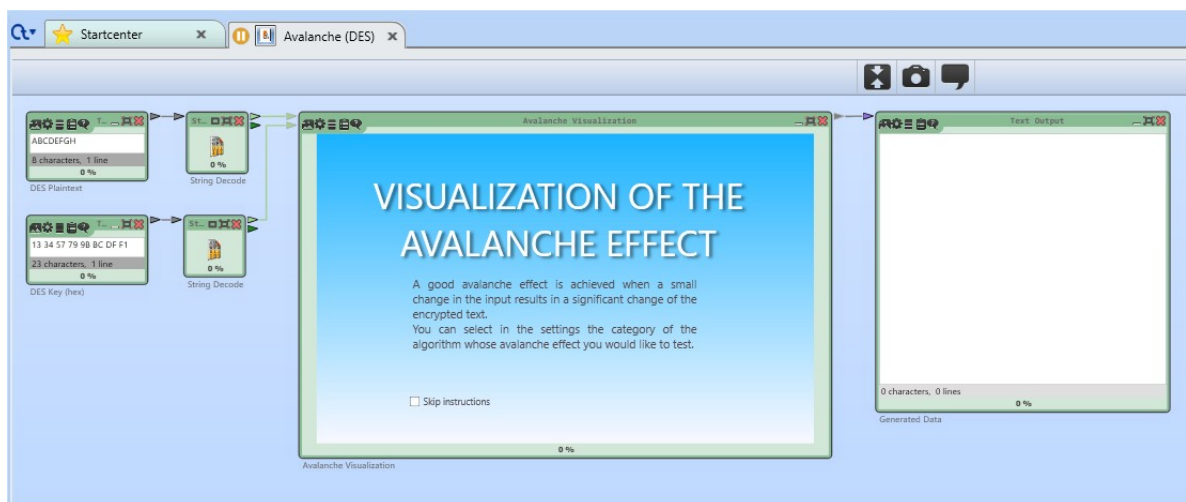 Startcenter
Avalanche (DES)
T...
ABCDEFGH
8 characters, 1 line
0 %
DES Plaintext
St...
0 %
String Decode
T...
13 34 57 79 9B BC DF F1
23 characters, 1 line
0 %
DES Key (hex)
St...
0 %
String Decode
Avalanche Visualization
VISUALIZATION OF THE
AVALANCHE EFFECT
A good avalanche effect is achieved when a small
change in the input results in a significant change of the
encrypted text.
You can select in the settings the category of the
algorithm whose avalanche effect you would like to test.
Skip instructions
0 %
Avalanche Visualization
Text Output
0 characters, 0 lines
0 %
Generated Data